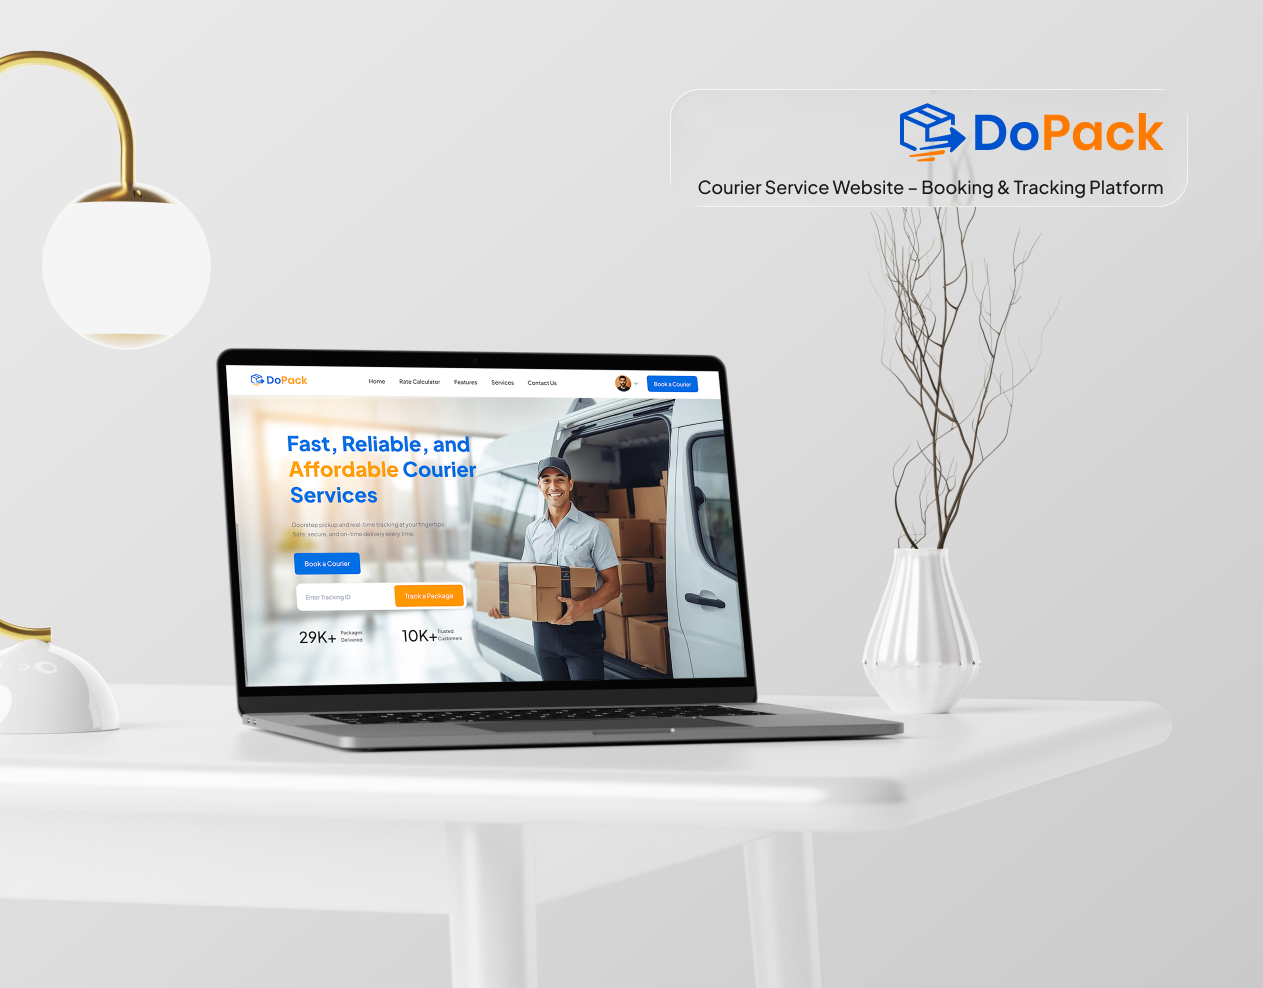 DoPack
Courier Service Website – Booking & Tracking Platform
DoPack
Home Rate Calculator Features Services Contact Us Book a Courier
Fast, Reliable, and
Affordable Courier
Services
Doorstep pickup and real-time tracking at your fingertips.
Safe, secure, and on-time delivery every time.
Book a Courier
Enter Tracking ID Track a Package
29K+ Packages Delivered
10K+ Trusted Customers